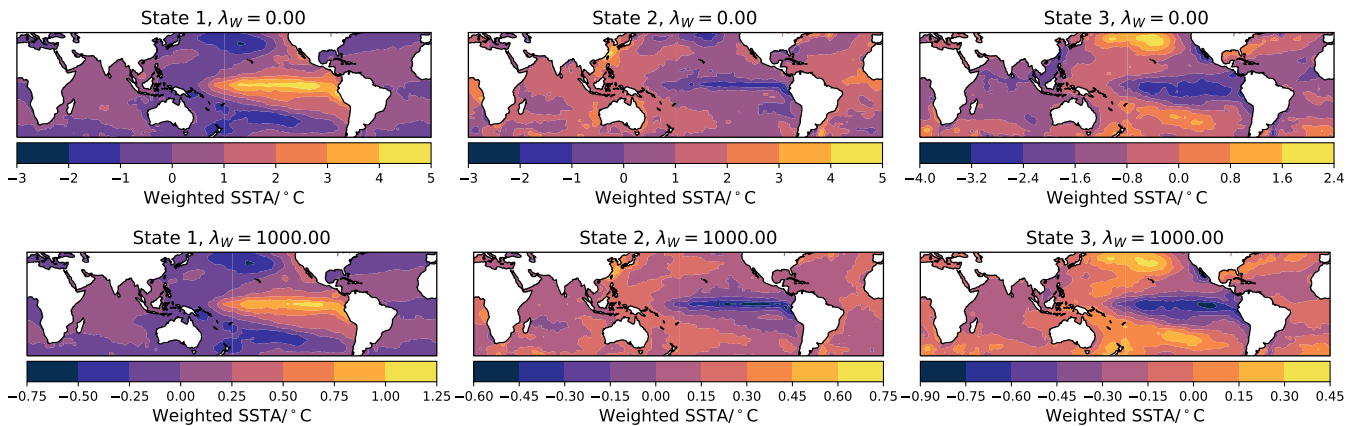 State 1, λ_W = 0.00
State 2, λ_W = 0.00
State 3, λ_W = 0.00
−3 −2 −1 0 1 2 3 4 5
−3 −2 −1 0 1 2 3 4 5
−4.0 −3.2 −2.4 −1.6 −0.8 0.0 0.8 1.6 2.4
Weighted SSTA/°C
Weighted SSTA/°C
Weighted SSTA/°C
State 1, λ_W = 1000.00
State 2, λ_W = 1000.00
State 3, λ_W = 1000.00
−0.75 −0.50 −0.25 0.00 0.25 0.50 0.75 1.00 1.25
−0.60 −0.45 −0.30 −0.15 0.00 0.15 0.30 0.45 0.60 0.75
−0.90 −0.75 −0.60 −0.45 −0.30 −0.15 0.00 0.15 0.30 0.45
Weighted SSTA/°C
Weighted SSTA/°C
Weighted SSTA/°C